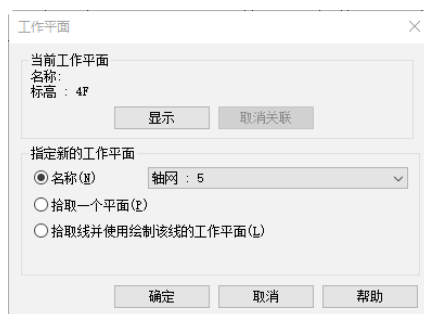 工作平面
当前工作平面
名称:
标高 : 4F
显示
取消关联
指定新的工作平面
名称(N)
轴网 : 5
拾取一个平面(P)
拾取线并使用绘制该线的工作平面(L)
确定
取消
帮助